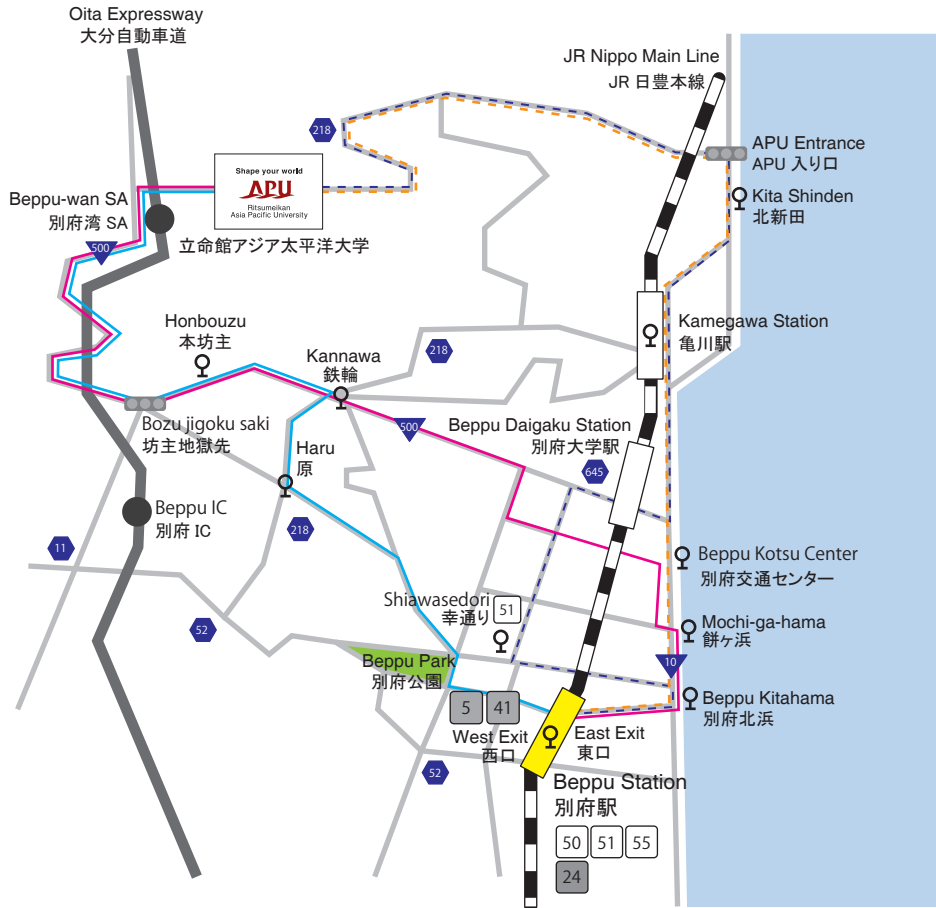 Oita Expressway
大分自動車道
JR Nippo Main Line
JR 日豊本線
218
APU Entrance
APU 入り口
Shape your world
APU
Ritsumeikan
Asia Pacific University
Beppu-wan SA
別府湾 SA
Kita Shinden
北新田
立命館アジア太平洋大学
500
Honbouzu
本坊主
Kamegawa Station
亀川駅
218
Kannawa
鉄輪
500
Bozu jigoku saki
坊主地獄先
Beppu Daigaku Station
別府大学駅
Haru
原
645
Beppu IC
別府 IC
218
11
Beppu Kotsu Center
別府交通センター
Shiawasedori
幸通り
51
52
Mochi-ga-hama
餅ヶ浜
10
Beppu Park
別府公園
Beppu Kitahama
別府北浜
5
41
West Exit
西口
East Exit
東口
52
Beppu Station
別府駅
50
51
55
24